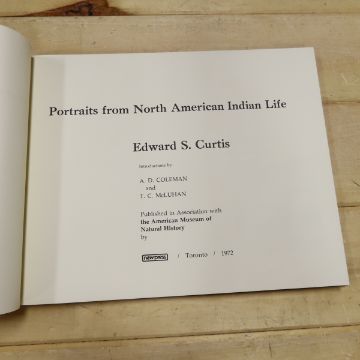 Portraits from North American Indian Life
Edward S. Curtis
Introductions by
A. D. COLEMAN
and
T. C. McLUHAN
Published in Association with
the American Museum of
Natural History
by
newpress / Toronto / 1972